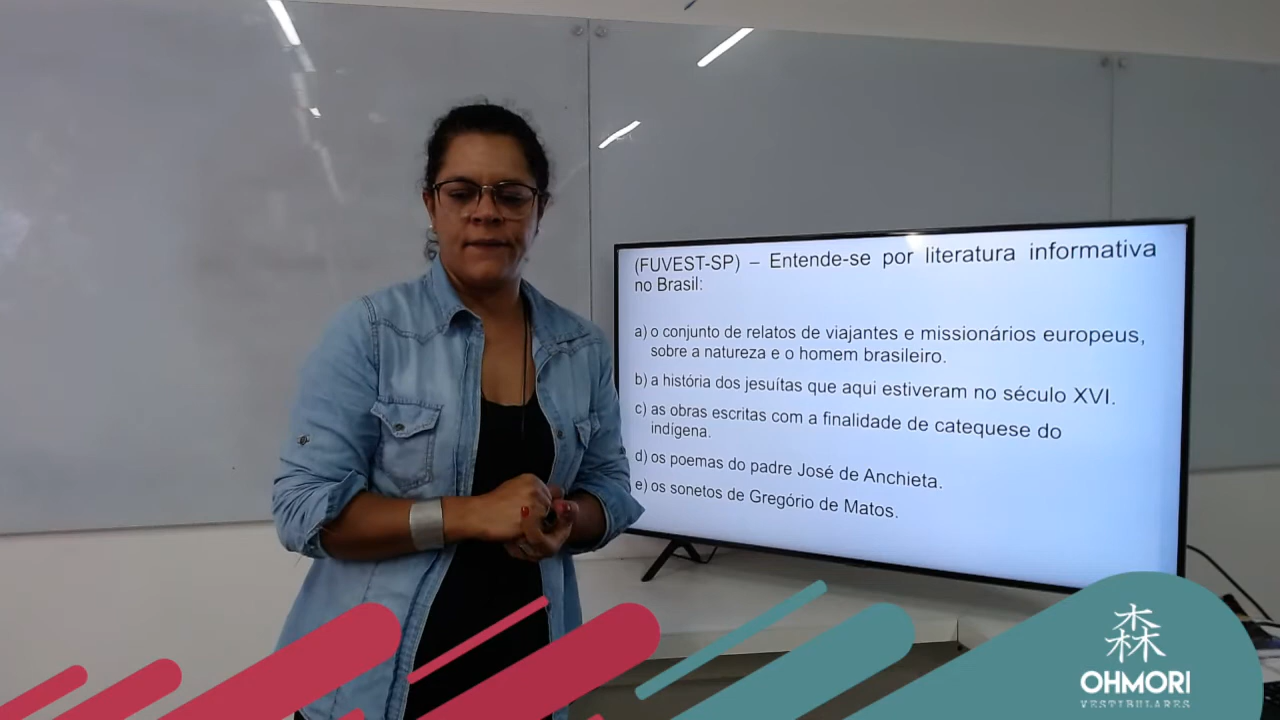 (FUVEST-SP) – Entende-se por literatura informativa
no Brasil:
a) o conjunto de relatos de viajantes e missionários europeus,
sobre a natureza e o homem brasileiro.
b) a história dos jesuítas que aqui estiveram no século XVI.
c) as obras escritas com a finalidade de catequese do
indígena.
d) os poemas do padre José de Anchieta.
e) os sonetos de Gregório de Matos.
森
OHMORI
VESTIBULARES